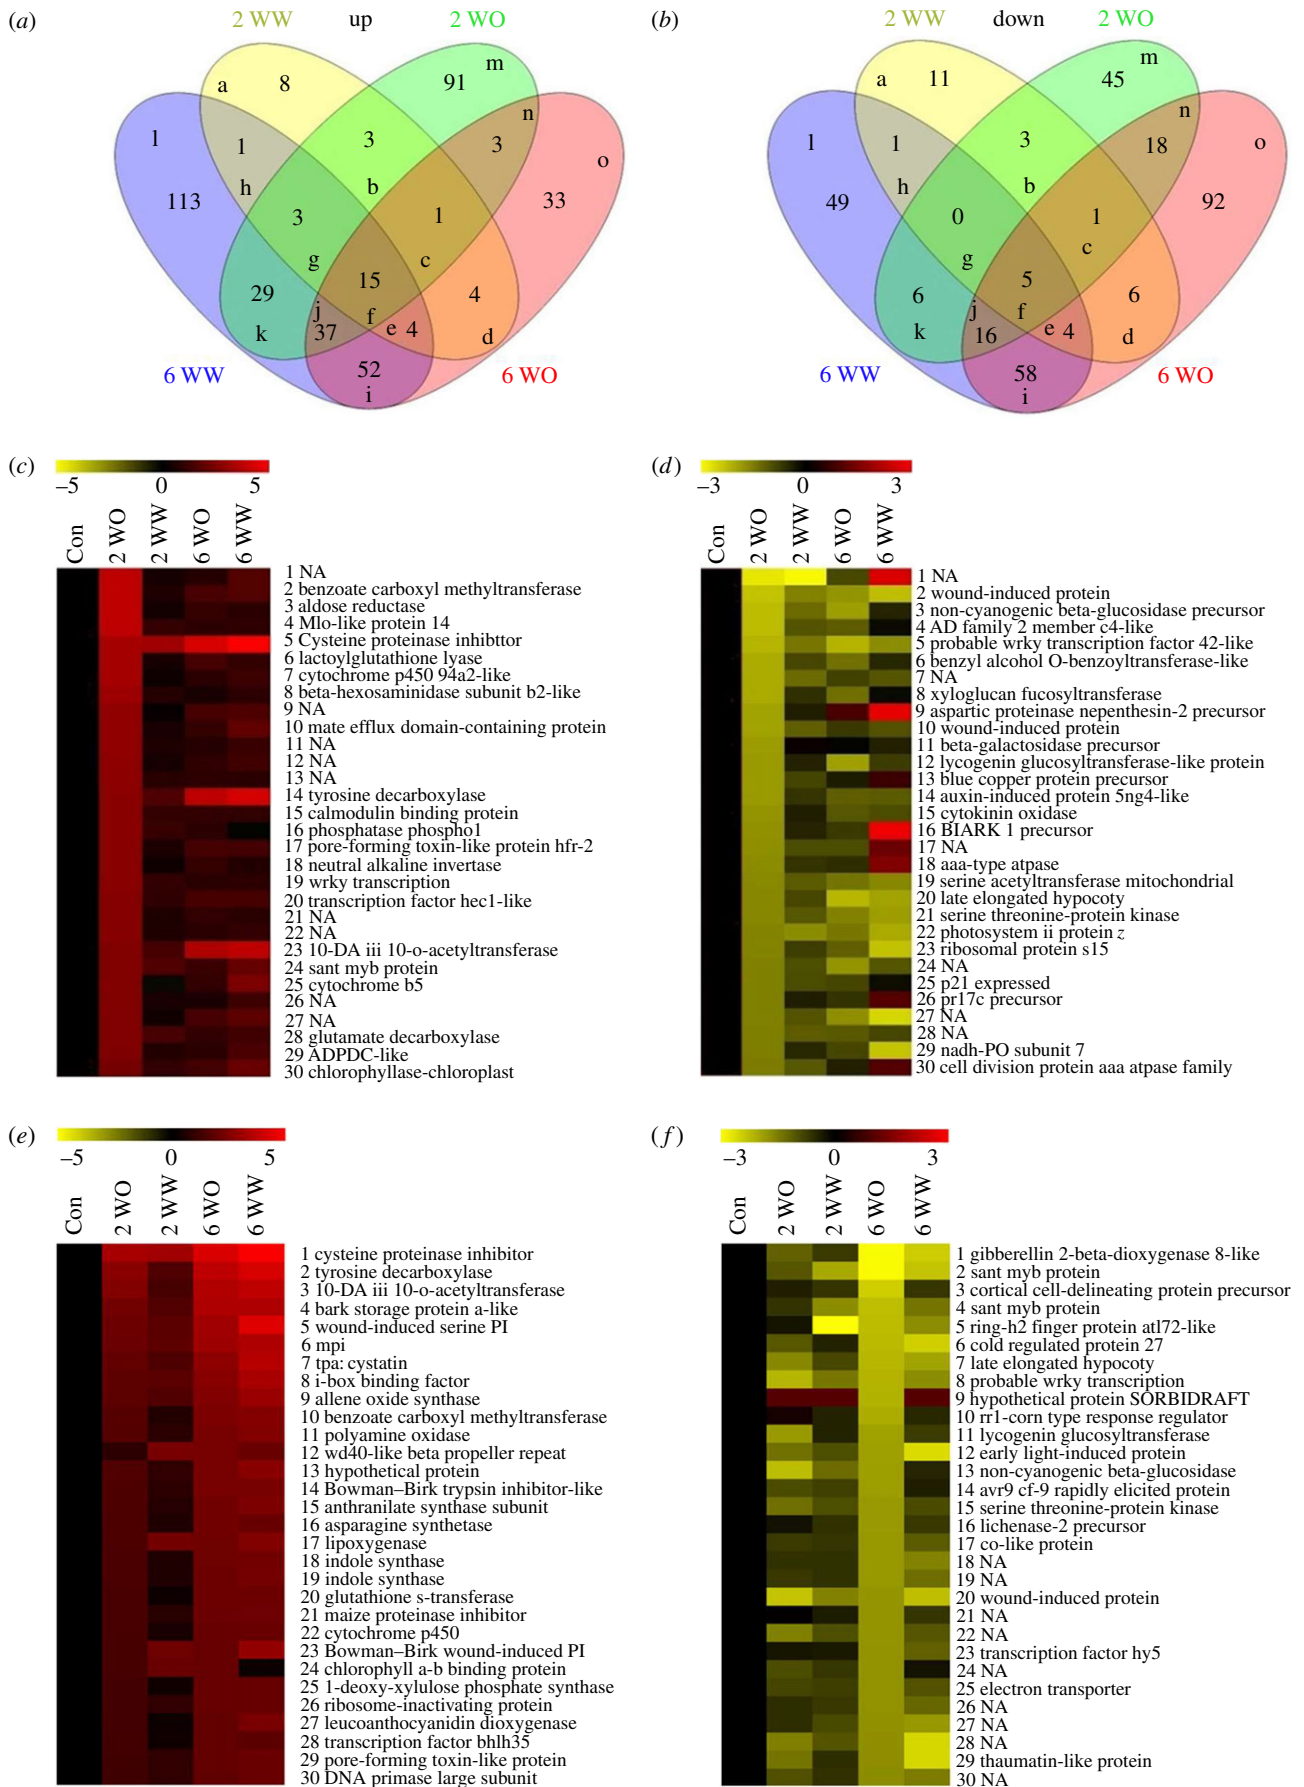 (a)
2 WW
up
2 WO
91
m
8
a
n
l
1
3
3
o
h
b
113
33
3
1
g
c
15
29
4
j
f
e
4
k
37
d
6 WW
52
6 WO
i
(b)
2 WW
down
2 WO
45
m
11
a
n
l
1
3
18
o
h
b
49
92
0
1
g
c
5
6
6
j
f
e
4
k
16
d
6 WW
58
6 WO
i
(c)
–5 0 5
Con
2 WO
2 WW
6 WO
6 WW
1 NA
2 benzoate carboxyl methyltransferase
3 aldose reductase
4 Mlo-like protein 14
5 Cysteine proteinase inhibttor
6 lactoylglutathione lyase
7 cytochrome p450 94a2-like
8 beta-hexosaminidase subunit b2-like
9 NA
10 mate efflux domain-containing protein
11 NA
12 NA
13 NA
14 tyrosine decarboxylase
15 calmodulin binding protein
16 phosphatase phospho1
17 pore-forming toxin-like protein hfr-2
18 neutral alkaline invertase
19 wrky transcription
20 transcription factor hec1-like
21 NA
22 NA
23 10-DA iii 10-o-acetyltransferase
24 sant myb protein
25 cytochrome b5
26 NA
27 NA
28 glutamate decarboxylase
29 ADPDC-like
30 chlorophyllase-chloroplast
(d)
–3 0 3
Con
2 WO
2 WW
6 WO
6 WW
1 NA
2 wound-induced protein
3 non-cyanogenic beta-glucosidase precursor
4 AD family 2 member c4-like
5 probable wrky transcription factor 42-like
6 benzyl alcohol O-benzoyltransferase-like
7 NA
8 xyloglucan fucosyltransferase
9 aspartic proteinase nepenthesin-2 precursor
10 wound-induced protein
11 beta-galactosidase precursor
12 lycogenin glucosyltransferase-like protein
13 blue copper protein precursor
14 auxin-induced protein 5ng4-like
15 cytokinin oxidase
16 BIARK 1 precursor
17 NA
18 aaa-type atpase
19 serine acetyltransferase mitochondrial
20 late elongated hypocoty
21 serine threonine-protein kinase
22 photosystem ii protein z
23 ribosomal protein s15
24 NA
25 p21 expressed
26 pr17c precursor
27 NA
28 NA
29 nadh-PO subunit 7
30 cell division protein aaa atpase family
(e)
–5 0 5
Con
2 WO
2 WW
6 WO
6 WW
1 cysteine proteinase inhibitor
2 tyrosine decarboxylase
3 10-DA iii 10-o-acetyltransferase
4 bark storage protein a-like
5 wound-induced serine PI
6 mpi
7 tpa: cystatin
8 i-box binding factor
9 allene oxide synthase
10 benzoate carboxyl methyltransferase
11 polyamine oxidase
12 wd40-like beta propeller repeat
13 hypothetical protein
14 Bowman–Birk trypsin inhibitor-like
15 anthranilate synthase subunit
16 asparagine synthetase
17 lipoxygenase
18 indole synthase
19 indole synthase
20 glutathione s-transferase
21 maize proteinase inhibitor
22 cytochrome p450
23 Bowman–Birk wound-induced PI
24 chlorophyll a-b binding protein
25 1-deoxy-xylulose phosphate synthase
26 ribosome-inactivating protein
27 leucoanthocyanidin dioxygenase
28 transcription factor bhlh35
29 pore-forming toxin-like protein
30 DNA primase large subunit
(f)
–3 0 3
Con
2 WO
2 WW
6 WO
6 WW
1 gibberellin 2-beta-dioxygenase 8-like
2 sant myb protein
3 cortical cell-delineating protein precursor
4 sant myb protein
5 ring-h2 finger protein atl72-like
6 cold regulated protein 27
7 late elongated hypocoty
8 probable wrky transcription
9 hypothetical protein SORBIDRAFT
10 rr1-corn type response regulator
11 lycogenin glucosyltransferase
12 early light-induced protein
13 non-cyanogenic beta-glucosidase
14 avr9 cf-9 rapidly elicited protein
15 serine threonine-protein kinase
16 lichenase-2 precursor
17 co-like protein
18 NA
19 NA
20 wound-induced protein
21 NA
22 NA
23 transcription factor hy5
24 NA
25 electron transporter
26 NA
27 NA
28 NA
29 thaumatin-like protein
30 NA